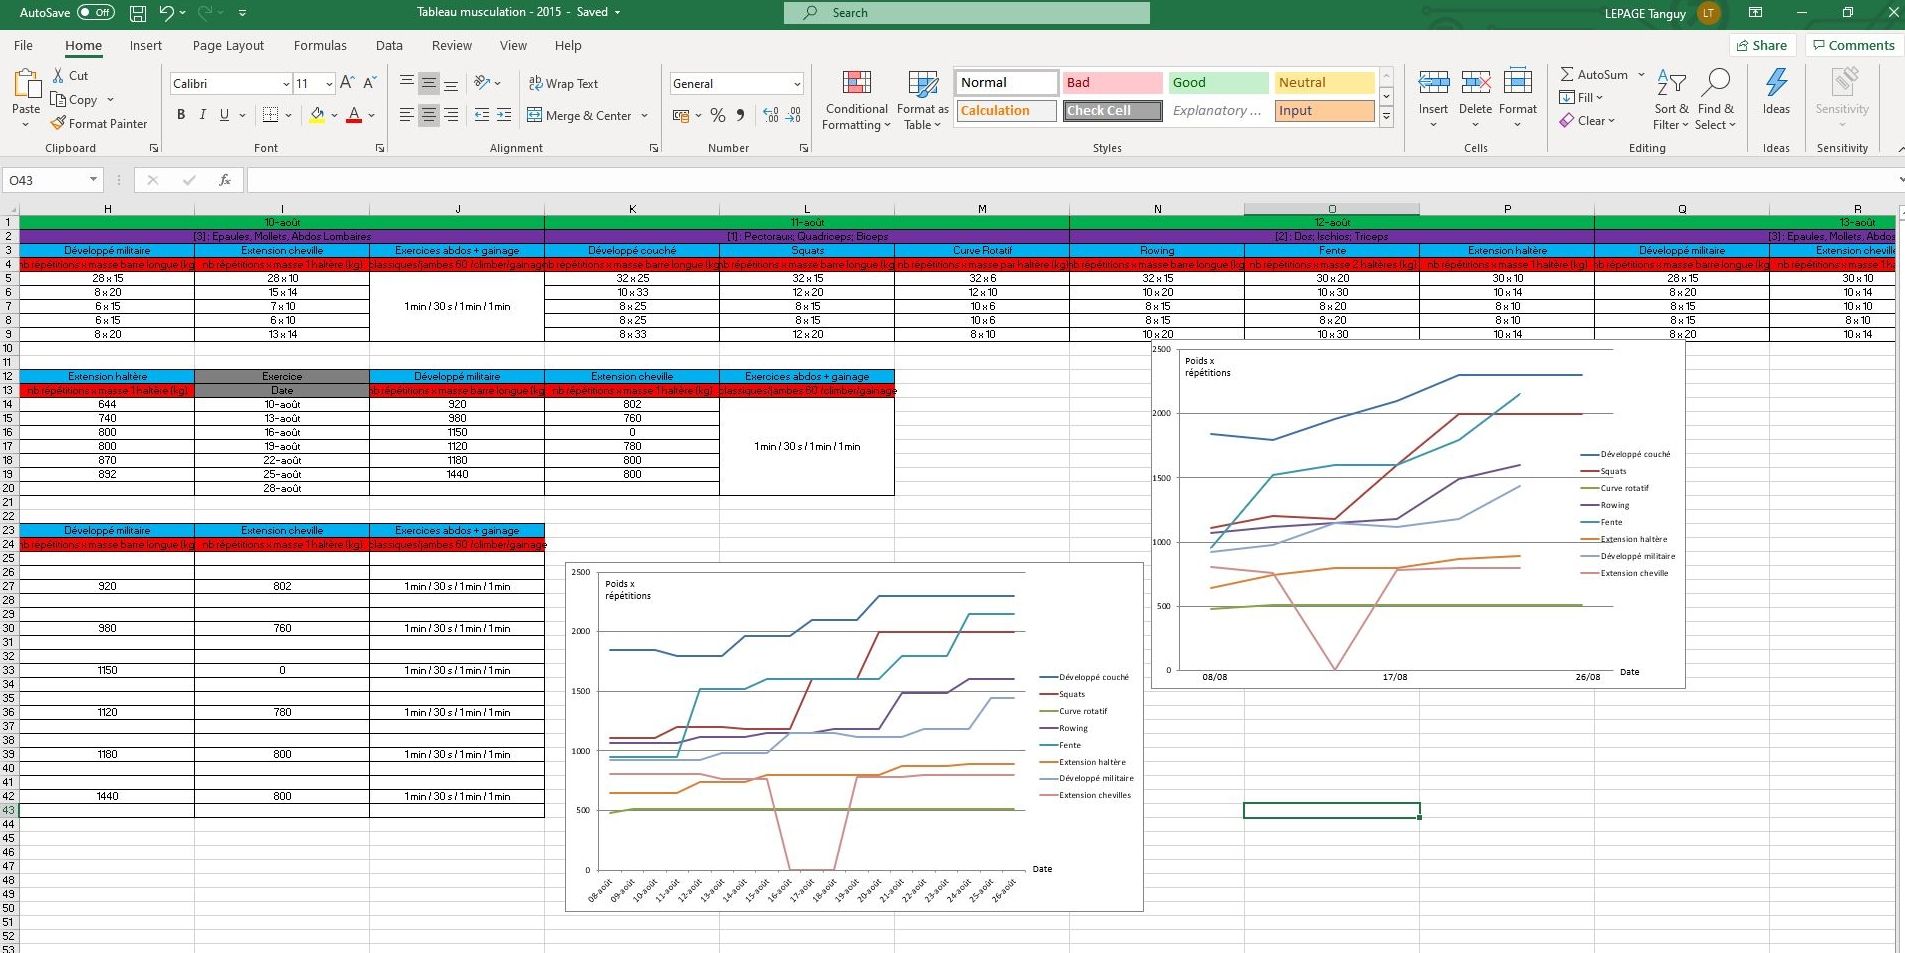 AutoSave Off Tableau musculation - 2015 - Saved Search LEPAGE Tanguy LT
File Home Insert Page Layout Formulas Data Review View Help Share Comments
Paste Cut Copy Format Painter
Clipboard
Calibri 11 A A
B I U A
Font
Wrap Text
Merge & Center
Alignment
General
%
Number
Conditional Formatting Format as Table
Normal Bad Good Neutral
Calculation Check Cell Explanatory ... Input
Styles
Insert Delete Format
Cells
AutoSum
Fill
Clear
Sort & Filter Find & Select
Editing
Ideas
Ideas
Sensitivity
Sensitivity
O43 fx
H I J K L M N O P Q R
1 10-août 11-août 12-août 13-août
2 [3] : Epaules, Mollets, Abdos Lombaires [1] : Pectoraux; Quadriceps; Biceps [2] : Dos; Ischios; Triceps [3] : Epaules, Mollets, Abdos
3 Développé militaire Extension cheville Exercices abdos + gainage Développé couché Squats Curve Rotatif Rowing Fente Extension haltère Développé militaire Extension cheville
4 nb répétitions x masse barre longue (kg nb répétitions x masse 1 haltère (kg) classiques/jambes 60°/climber/gainage nb répétitions x masse barre longue (kg nb répétitions x masse barre longue (kg nb répétitions x masse par haltère (kg) nb répétitions x masse barre longue (kg nb répétitions x masse 2 haltères (kg) nb répétitions x masse 1 haltère (kg) nb répétitions x masse barre longue (kg nb répétitions x masse 1 ha
5 28 x 15 28 x 10 32 x 25 32 x 15 32 x 6 32 x 15 30 x 20 30 x 10 28 x 15 30 x 10
6 8 x 20 15 x 14 10 x 33 12 x 20 12 x 10 10 x 20 10 x 30 10 x 14 8 x 20 10 x 14
7 6 x 15 7 x 10 1 min / 30 s / 1 min / 1 min 8 x 25 8 x 15 10 x 6 8 x 15 8 x 20 8 x 10 8 x 15 10 x 10
8 6 x 15 6 x 10 8 x 25 8 x 15 10 x 6 8 x 15 8 x 20 8 x 10 8 x 15 8 x 10
9 8 x 20 13 x 14 8 x 33 12 x 20 8 x 10 10 x 20 10 x 30 10 x 14 8 x 20 10 x 14
10
11
12 Extension haltère Exercice Développé militaire Extension cheville Exercices abdos + gainage
13 nb répétitions x masse 1 haltère (kg) Date nb répétitions x masse barre longue (kg nb répétitions x masse 1 haltère (kg) classiques/jambes 60°/climber/gainage
14 644 10-août 920 802
15 740 13-août 980 760
16 800 16-août 1150 0
17 800 19-août 1120 780 1 min / 30 s / 1 min / 1 min
18 870 22-août 1180 800
19 892 25-août 1440 800
20 28-août
21
22
23 Développé militaire Extension cheville Exercices abdos + gainage
24 nb répétitions x masse barre longue (kg nb répétitions x masse 1 haltère (kg) classiques/jambes 60°/climber/gainage
25
26
27 920 802 1 min / 30 s / 1 min / 1 min
28
29
30 980 760 1 min / 30 s / 1 min / 1 min
31
32
33 1150 0 1 min / 30 s / 1 min / 1 min
34
35
36 1120 780 1 min / 30 s / 1 min / 1 min
37
38
39 1180 800 1 min / 30 s / 1 min / 1 min
40
41
42 1440 800 1 min / 30 s / 1 min / 1 min
43
44
45
46
47
48
49
50
51
52
53
2500
Poids x
répétitions
2000
1500
1000
500
0
08/08 17/08 26/08
Date
Développé couché
Squats
Curve rotatif
Rowing
Fente
Extension haltère
Développé militaire
Extension cheville
2500
Poids x
répétitions
2000
1500
1000
500
0
08-août 09-août 10-août 11-août 12-août 13-août 14-août 15-août 16-août 17-août 18-août 19-août 20-août 21-août 22-août 23-août 24-août 25-août 26-août
Date
Développé couché
Squats
Curve rotatif
Rowing
Fente
Extension haltère
Développé militaire
Extension chevilles